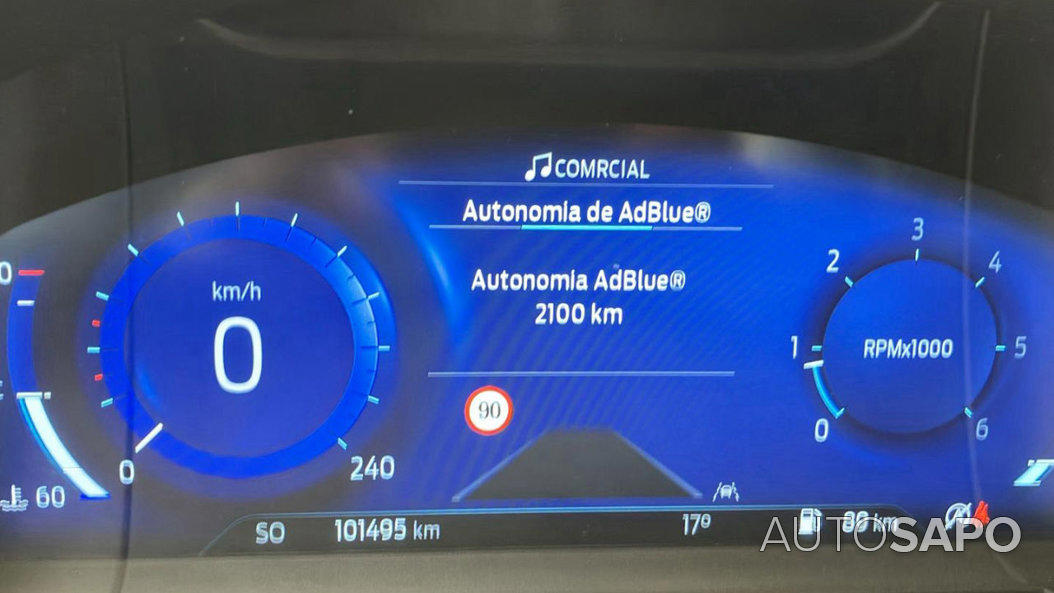 COMRCIAL
Autonomia de AdBlue®
Autonomia AdBlue®
2100 km
km/h
0
0
240
60
90
0
1
2
3
4
5
6
RPMx1000
SO
101495 km
17º
km
AUTOSAPO